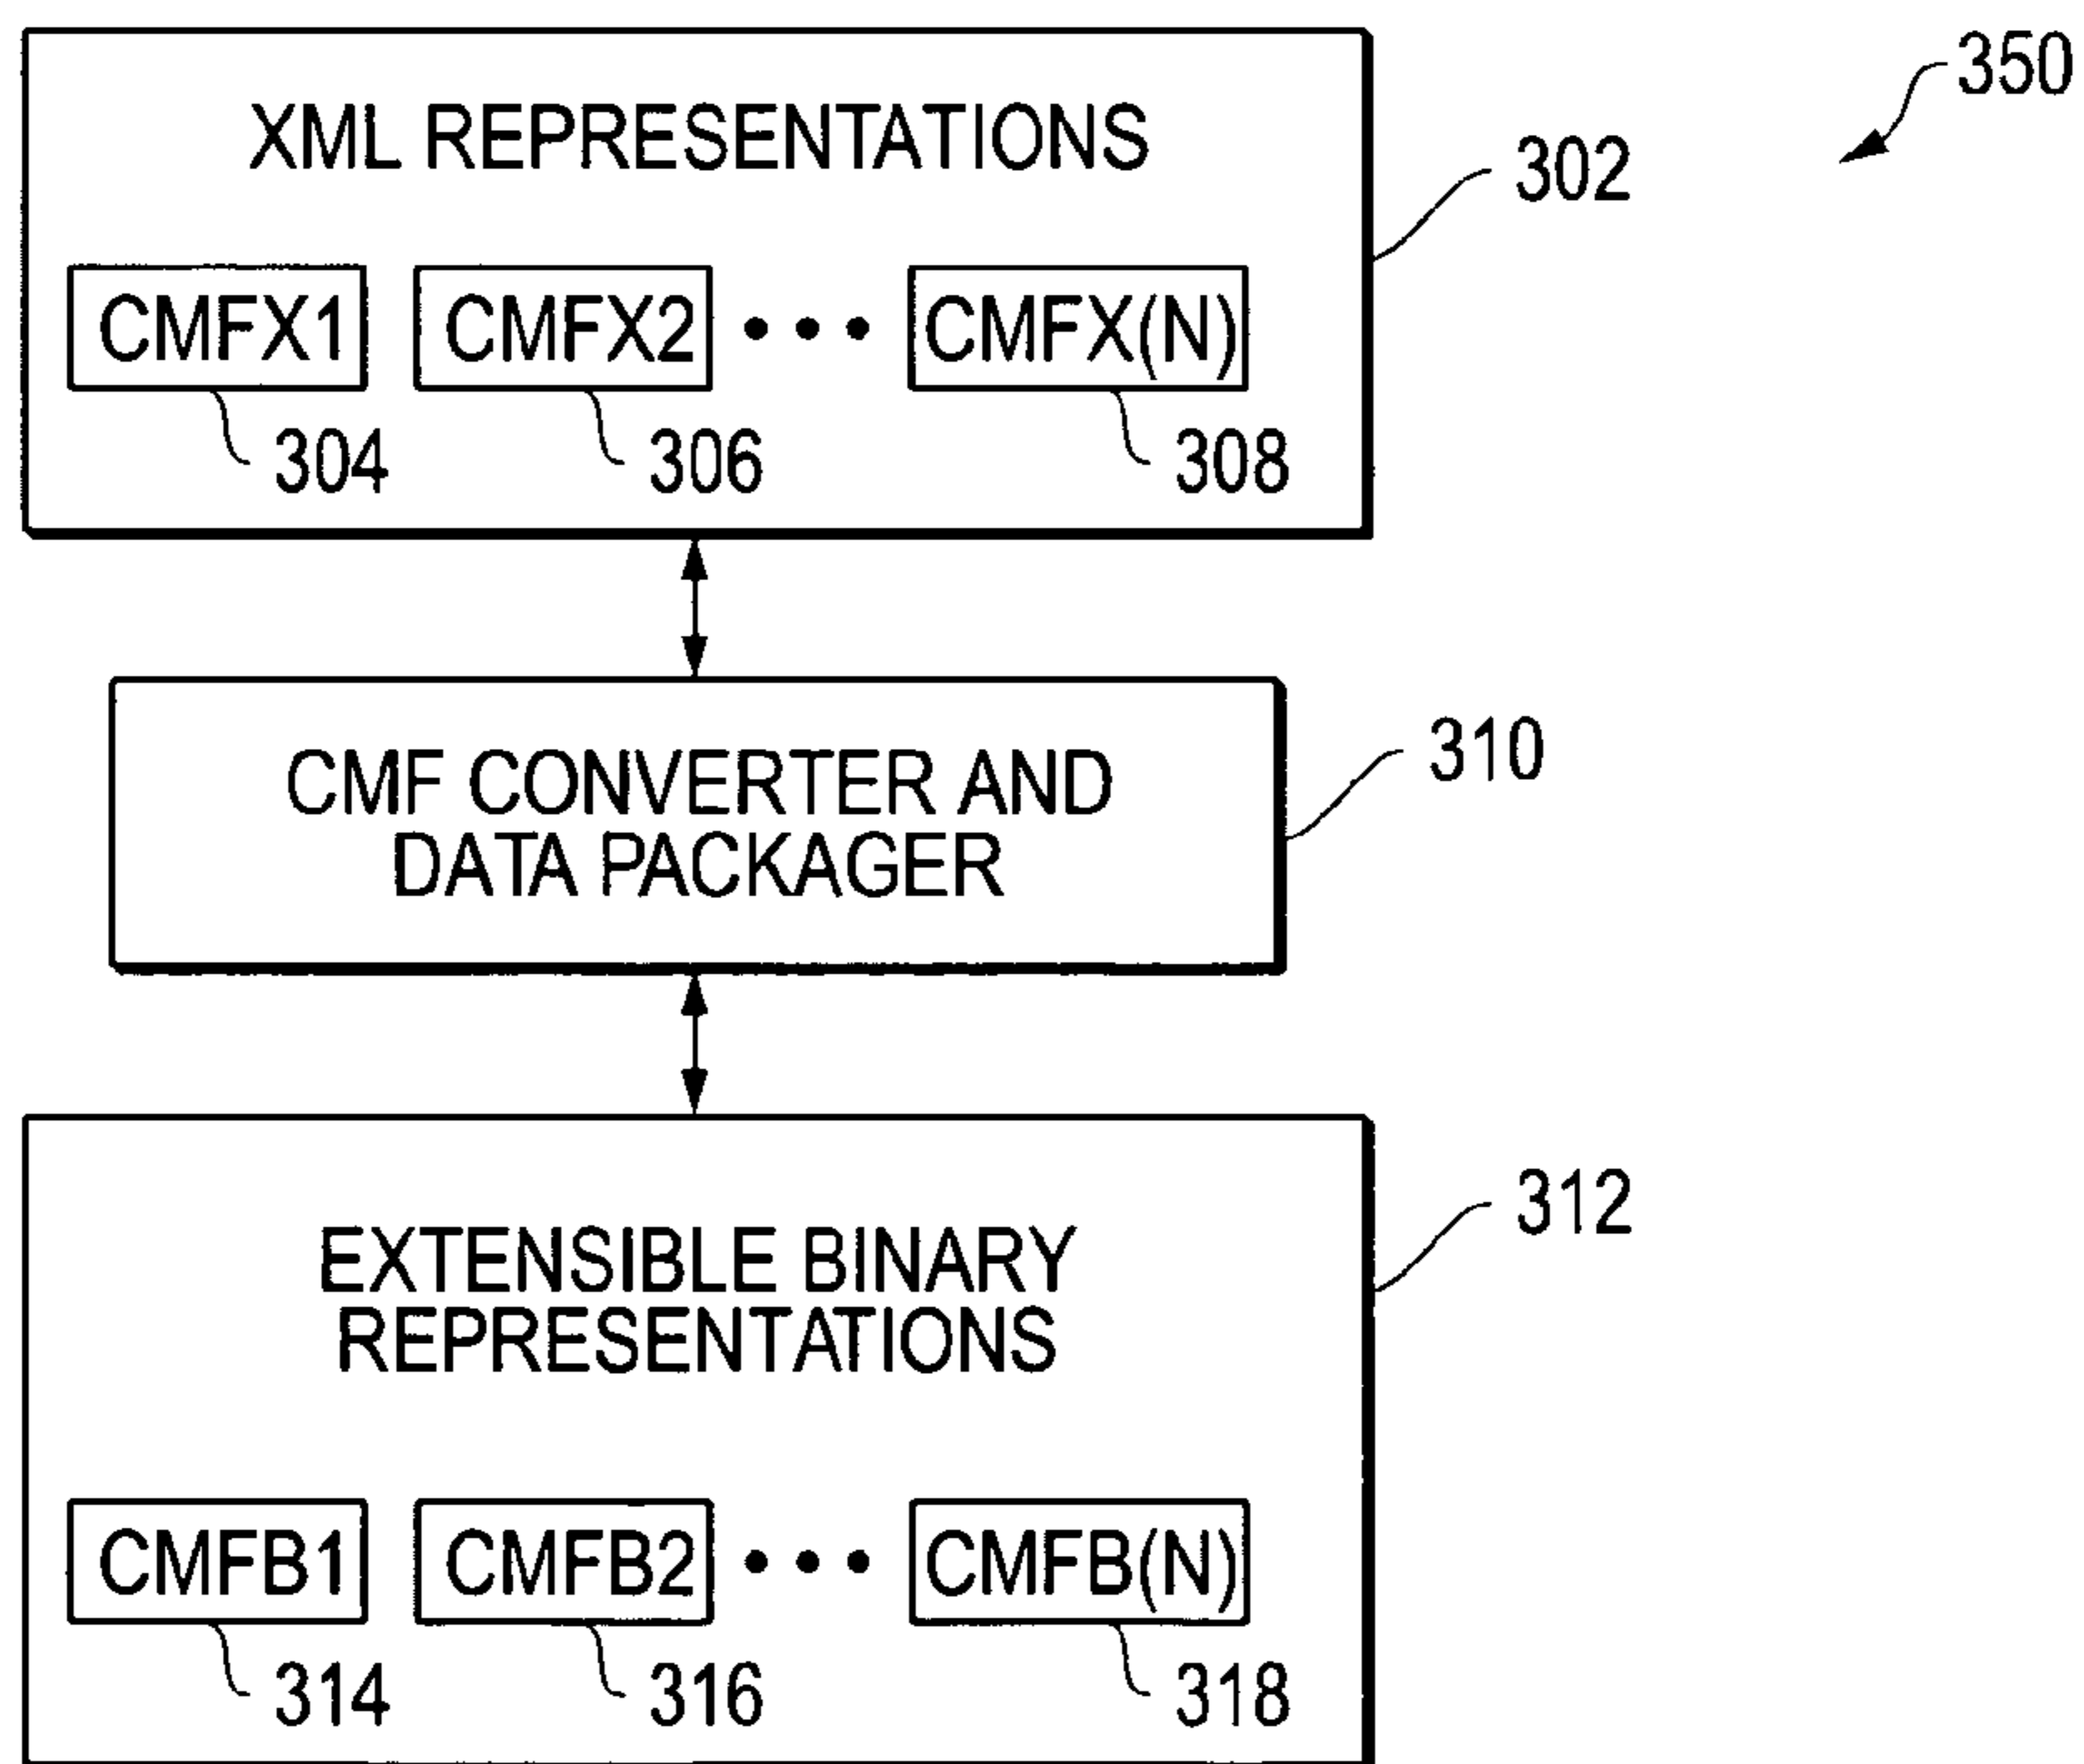 350
XML REPRESENTATIONS
302
CMFX1 CMFX2 ••• CMFX(N)
304 306 308
CMF CONVERTER AND
DATA PACKAGER
310
EXTENSIBLE BINARY
REPRESENTATIONS
312
CMFB1 CMFB2 ••• CMFB(N)
314 316 318